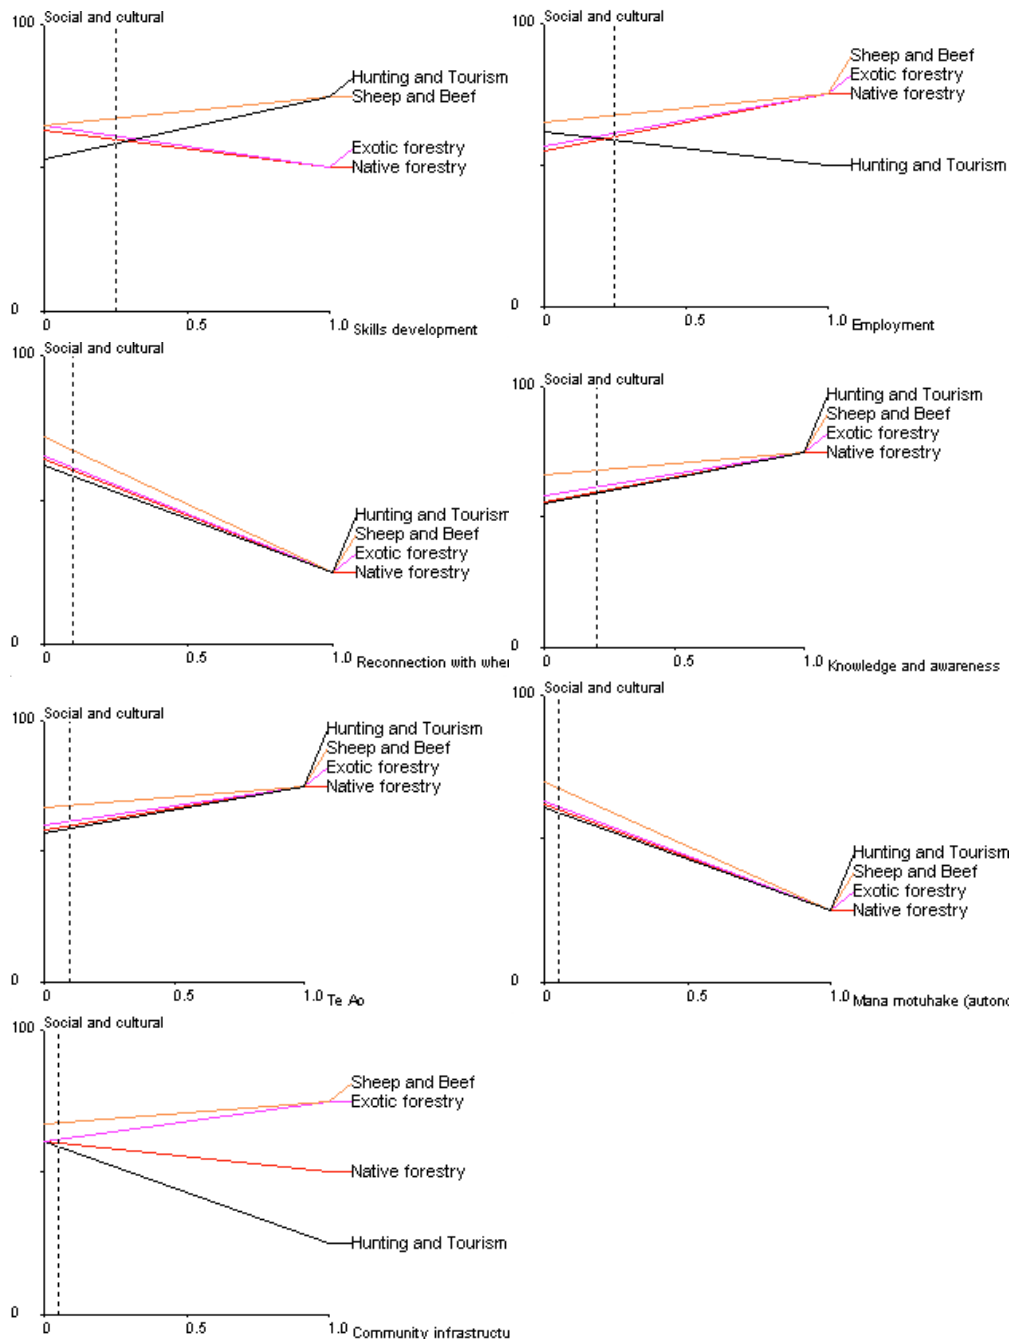 100
Social and cultural
Hunting and Tourism
Sheep and Beef
Exotic forestry
Native forestry
0
0
0.5
1.0
Skills development
100
Social and cultural
Sheep and Beef
Exotic forestry
Native forestry
Hunting and Tourism
0
0
0.5
1.0
Employment
100
Social and cultural
Hunting and Tourism
Sheep and Beef
Exotic forestry
Native forestry
0
0
0.5
1.0
Reconnection with when
100
Social and cultural
Hunting and Tourism
Sheep and Beef
Exotic forestry
Native forestry
0
0
0.5
1.0
Knowledge and awareness
100
Social and cultural
Hunting and Tourism
Sheep and Beef
Exotic forestry
Native forestry
0
0
0.5
1.0
Te Ao
100
Social and cultural
Hunting and Tourism
Sheep and Beef
Exotic forestry
Native forestry
0
0
0.5
1.0
Mana motuhake (autono
100
Social and cultural
Sheep and Beef
Exotic forestry
Native forestry
Hunting and Tourism
0
0
0.5
1.0
Community infrastructu